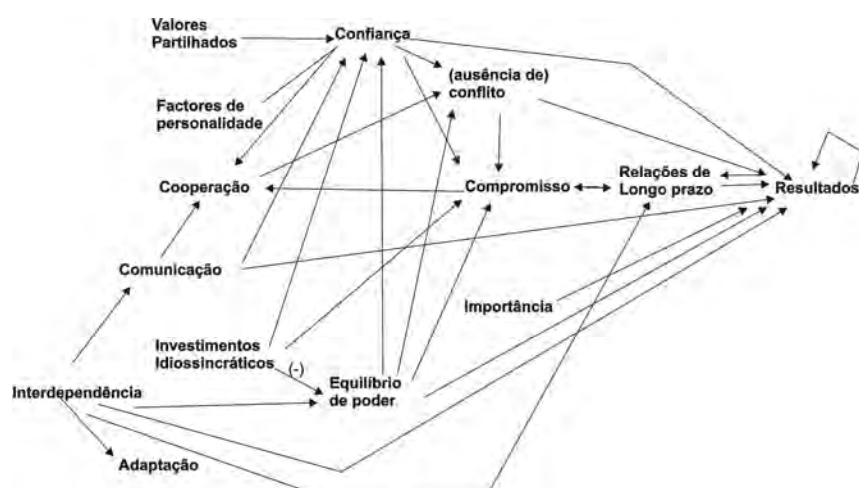 Valores
Partilhados
Confiança
(ausência de)
conflito
Factores de
personalidade
Cooperação
Compromisso
Relações de
Longo prazo
Resultados
Comunicação
Importância
Investimentos
Idiossincráticos
(-)
Equilíbrio
de poder
Interdependência
Adaptação